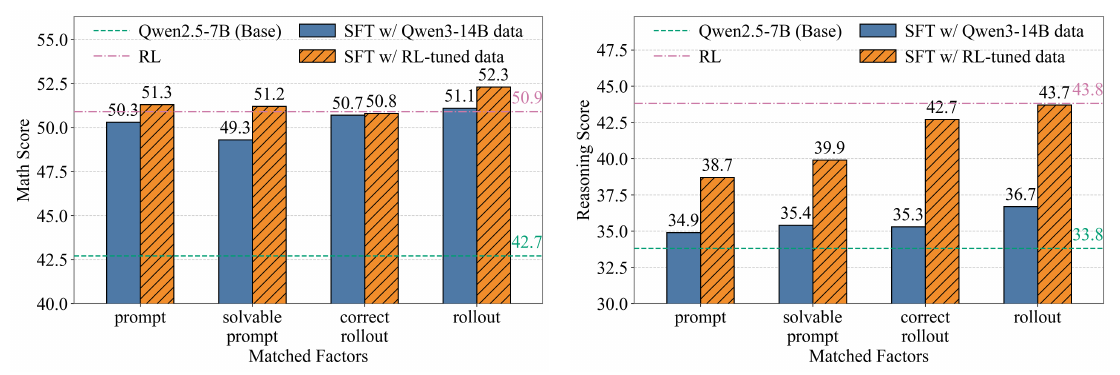 Qwen2.5-7B (Base)
RL
SFT w/ Qwen3-14B data
SFT w/ RL-tuned data
Math Score
55.0
52.5
50.0
47.5
45.0
42.5
40.0
50.3
51.3
49.3
51.2
50.7
50.8
51.1
52.3
50.9
42.7
prompt
solvable
prompt
correct
rollout
rollout
Matched Factors
Qwen2.5-7B (Base)
RL
SFT w/ Qwen3-14B data
SFT w/ RL-tuned data
Reasoning Score
47.5
45.0
42.5
40.0
37.5
35.0
32.5
30.0
34.9
38.7
35.4
39.9
35.3
42.7
36.7
43.7
43.8
33.8
prompt
solvable
prompt
correct
rollout
rollout
Matched Factors